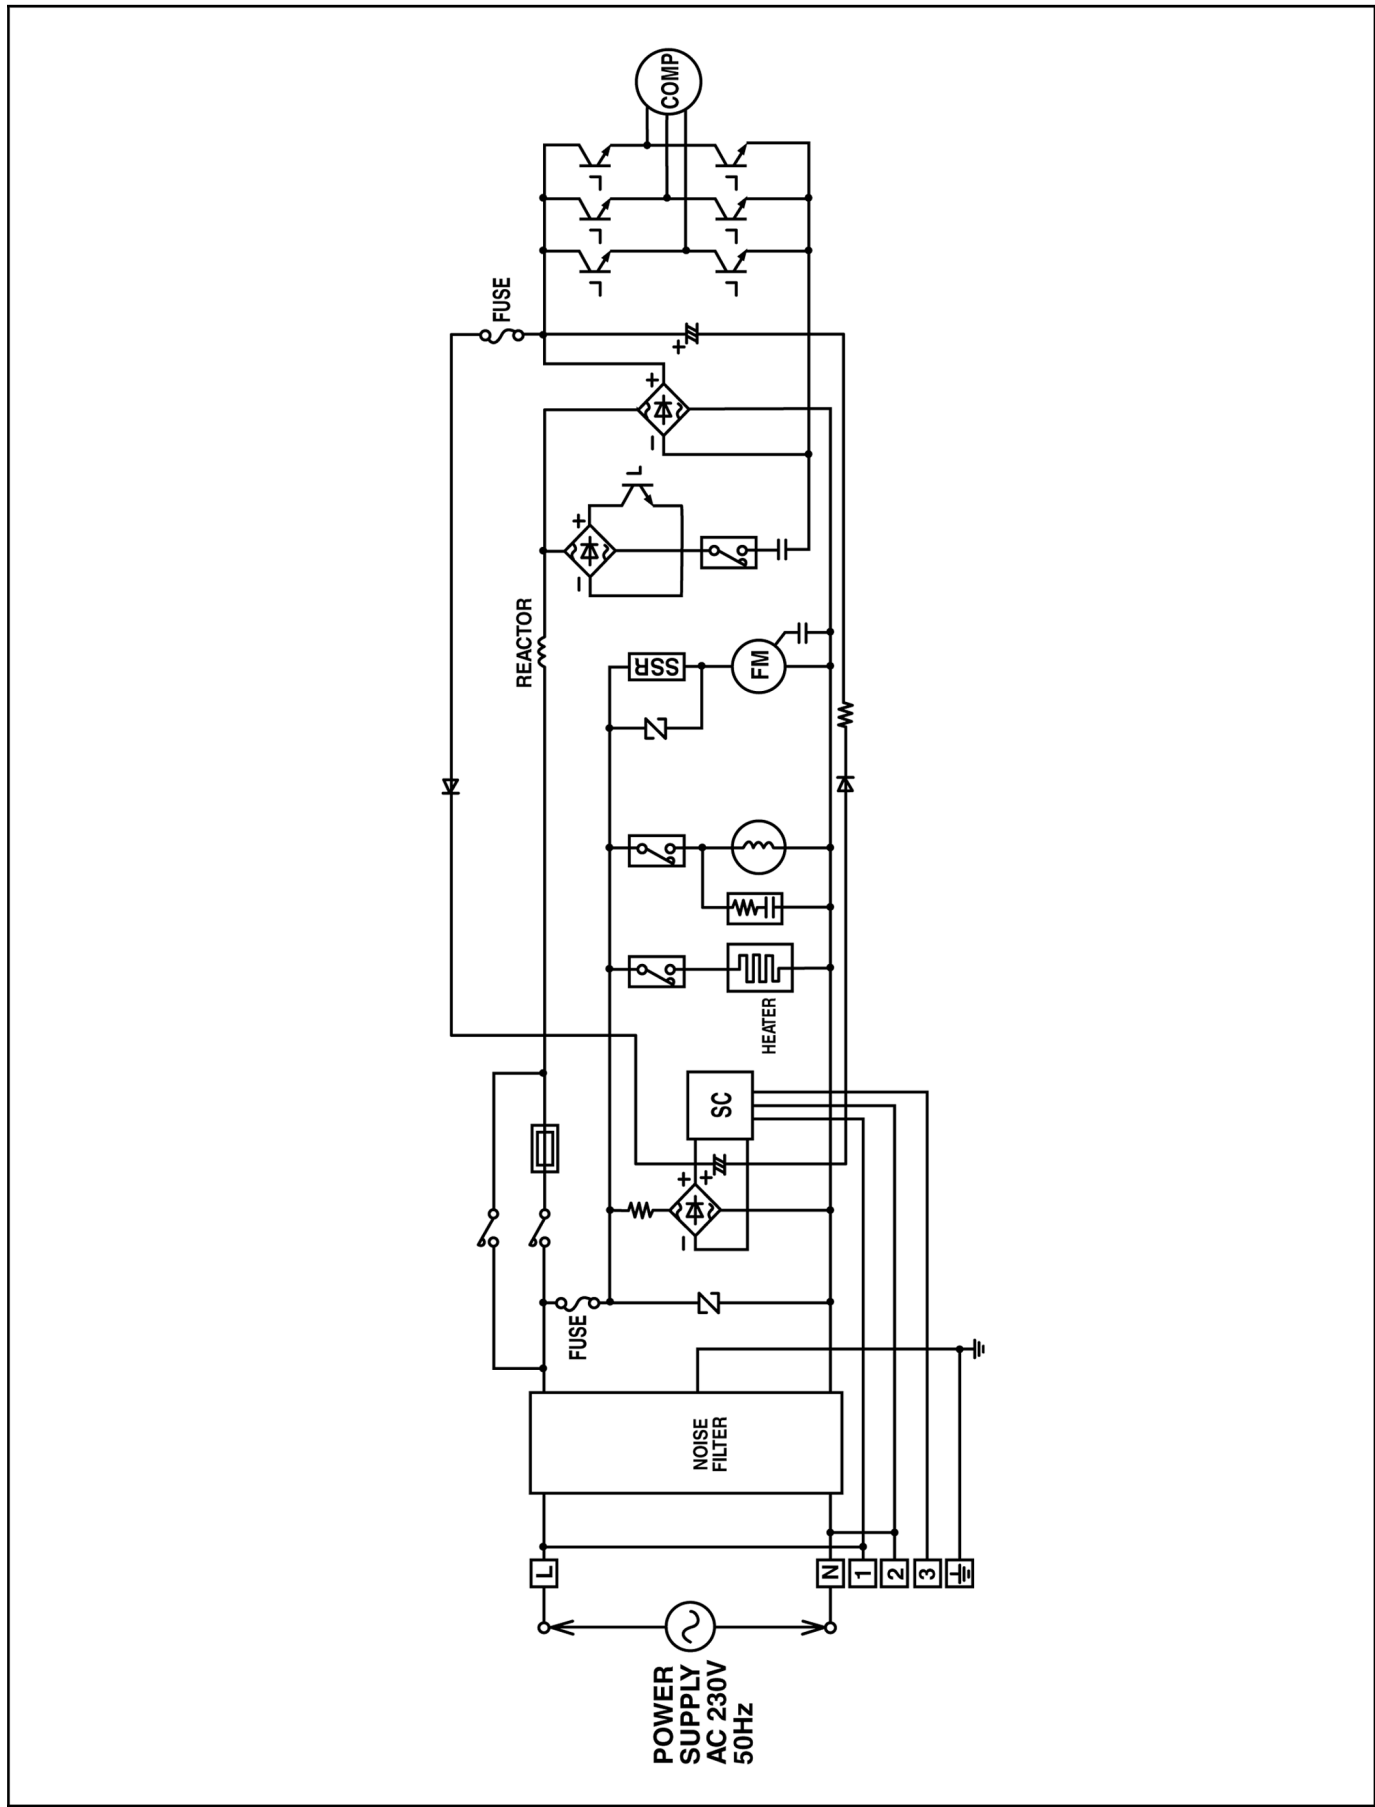 POWER
SUPPLY
AC 230V
50Hz
L
N
1
2
3
NOISE
FILTER
FUSE
SC
HEATER
SSR
FM
REACTOR
FUSE
COMP